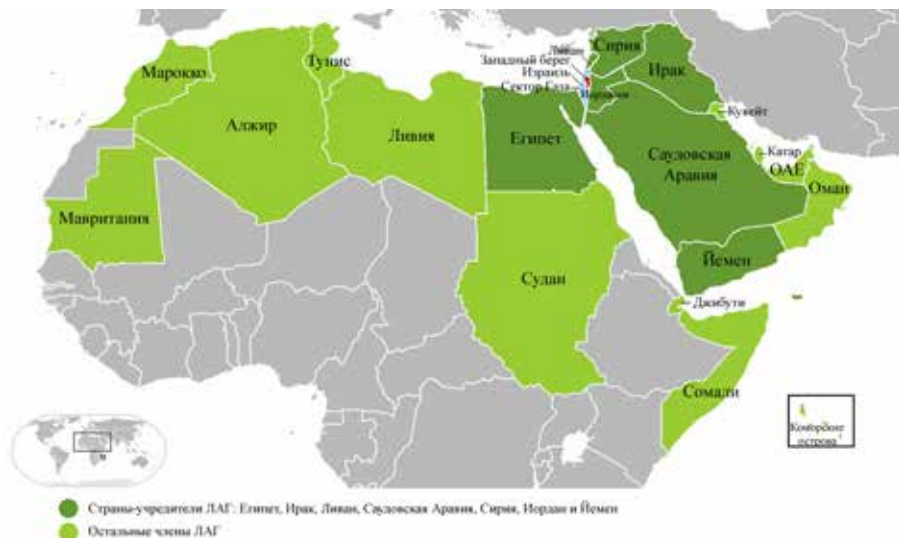 Марокко
Тунис
Алжир
Ливия
Египет
Мавритания
Судан
Ливан
Западный берег
Израиль
Сектор Газа
Сирия
Ирак
Иордания
Кувейт
Саудовская
Аравия
Катар
ОАЕ
Оман
Йемен
Джибути
Сомали
Коморские
острова
Страны-учредители ЛАГ: Египет, Ирак, Ливан, Саудовская Аравия, Сирия, Иордан и Йемен
Остальные члены ЛАГ